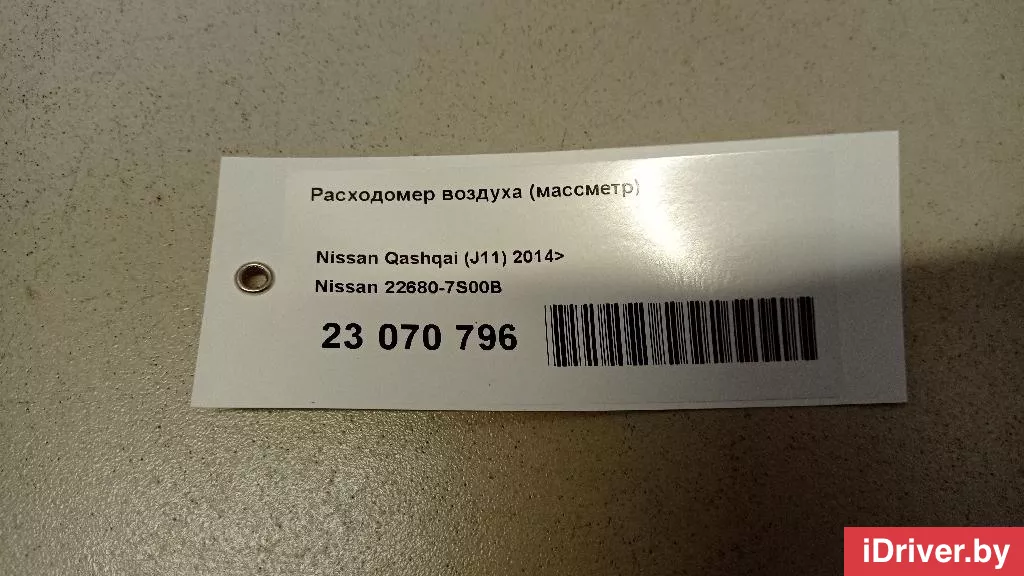 Расходомер воздуха (массметр)
Nissan Qashqai (J11) 2014>
Nissan 22680-7S00B
23 070 796
iDriver.by